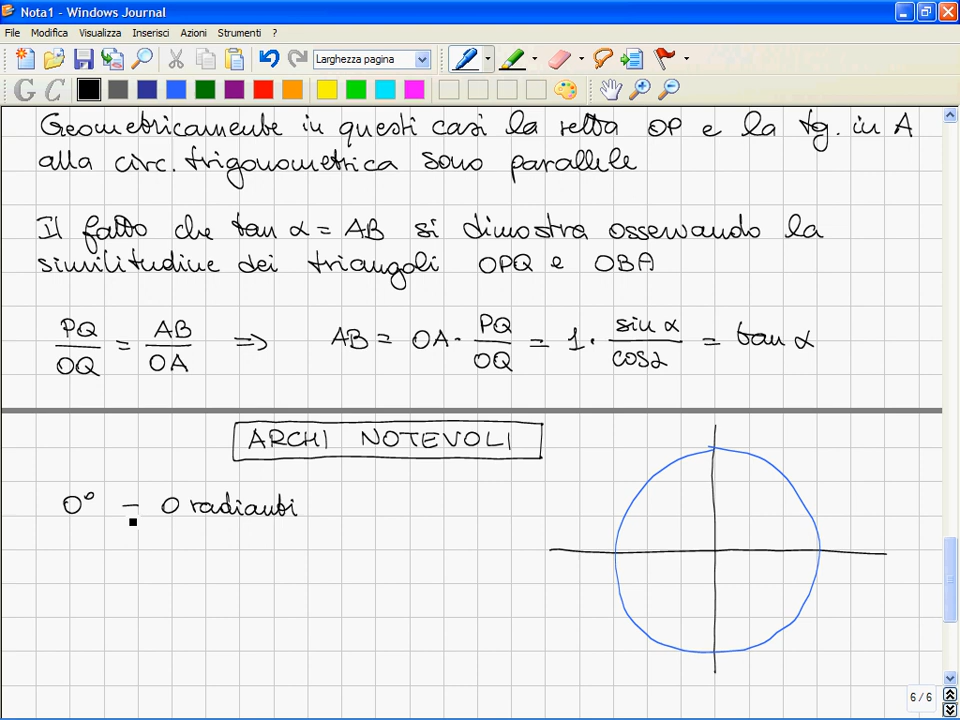 Nota1 - Windows Journal
File Modifica Visualizza Inserisci Azioni Strumenti ?
Larghezza pagina
Geometricamente in questi casi la retta OP e la tg. in A
alla circ. trigonometrica sono parallele
Il fatto che tan α = AB si dimostra osservando la
similitudine dei triangoli OPQ e OBA
PQ/OQ = AB/OA ⇒ AB = OA · PQ/OQ = 1 · sin α/cos α = tan α
ARCHI NOTEVOLI
0° - 0 radianti
6 / 6